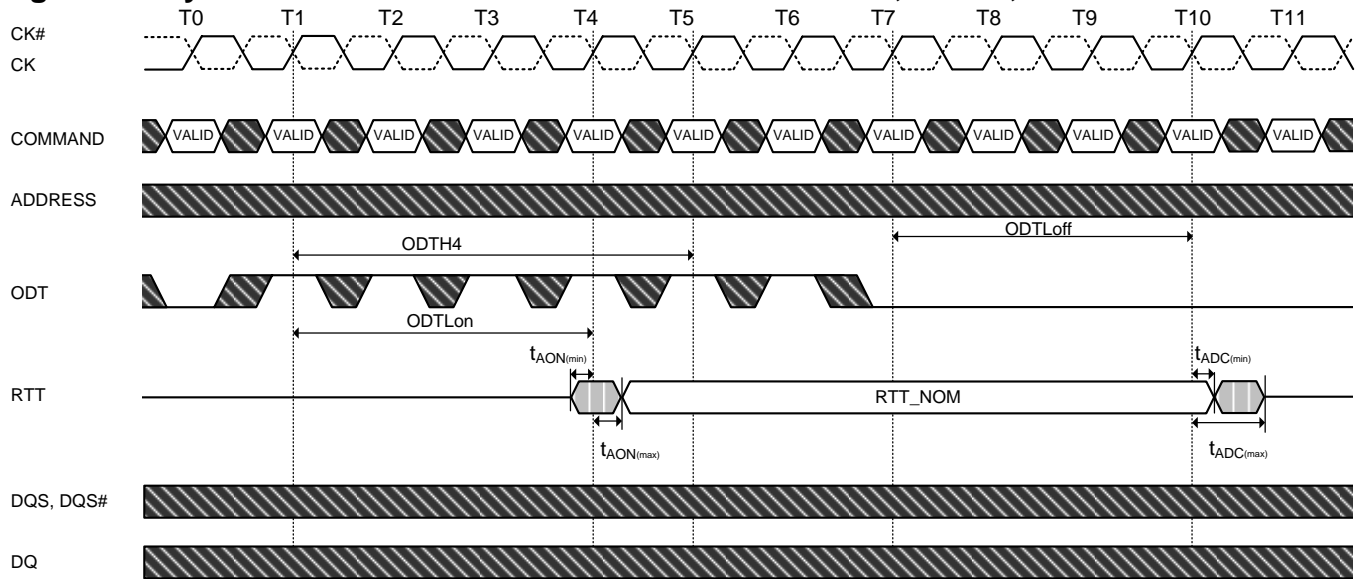 T0 T1 T2 T3 T4 T5 T6 T7 T8 T9 T10 T11
CK#
CK
COMMAND VALID VALID VALID VALID VALID VALID VALID VALID VALID VALID VALID VALID
ADDRESS
ODTLoff
ODTH4
ODT
ODTLon
tAON(min) tADC(min)
RTT RTT_NOM
tAON(max) tADC(max)
DQS, DQS#
DQ